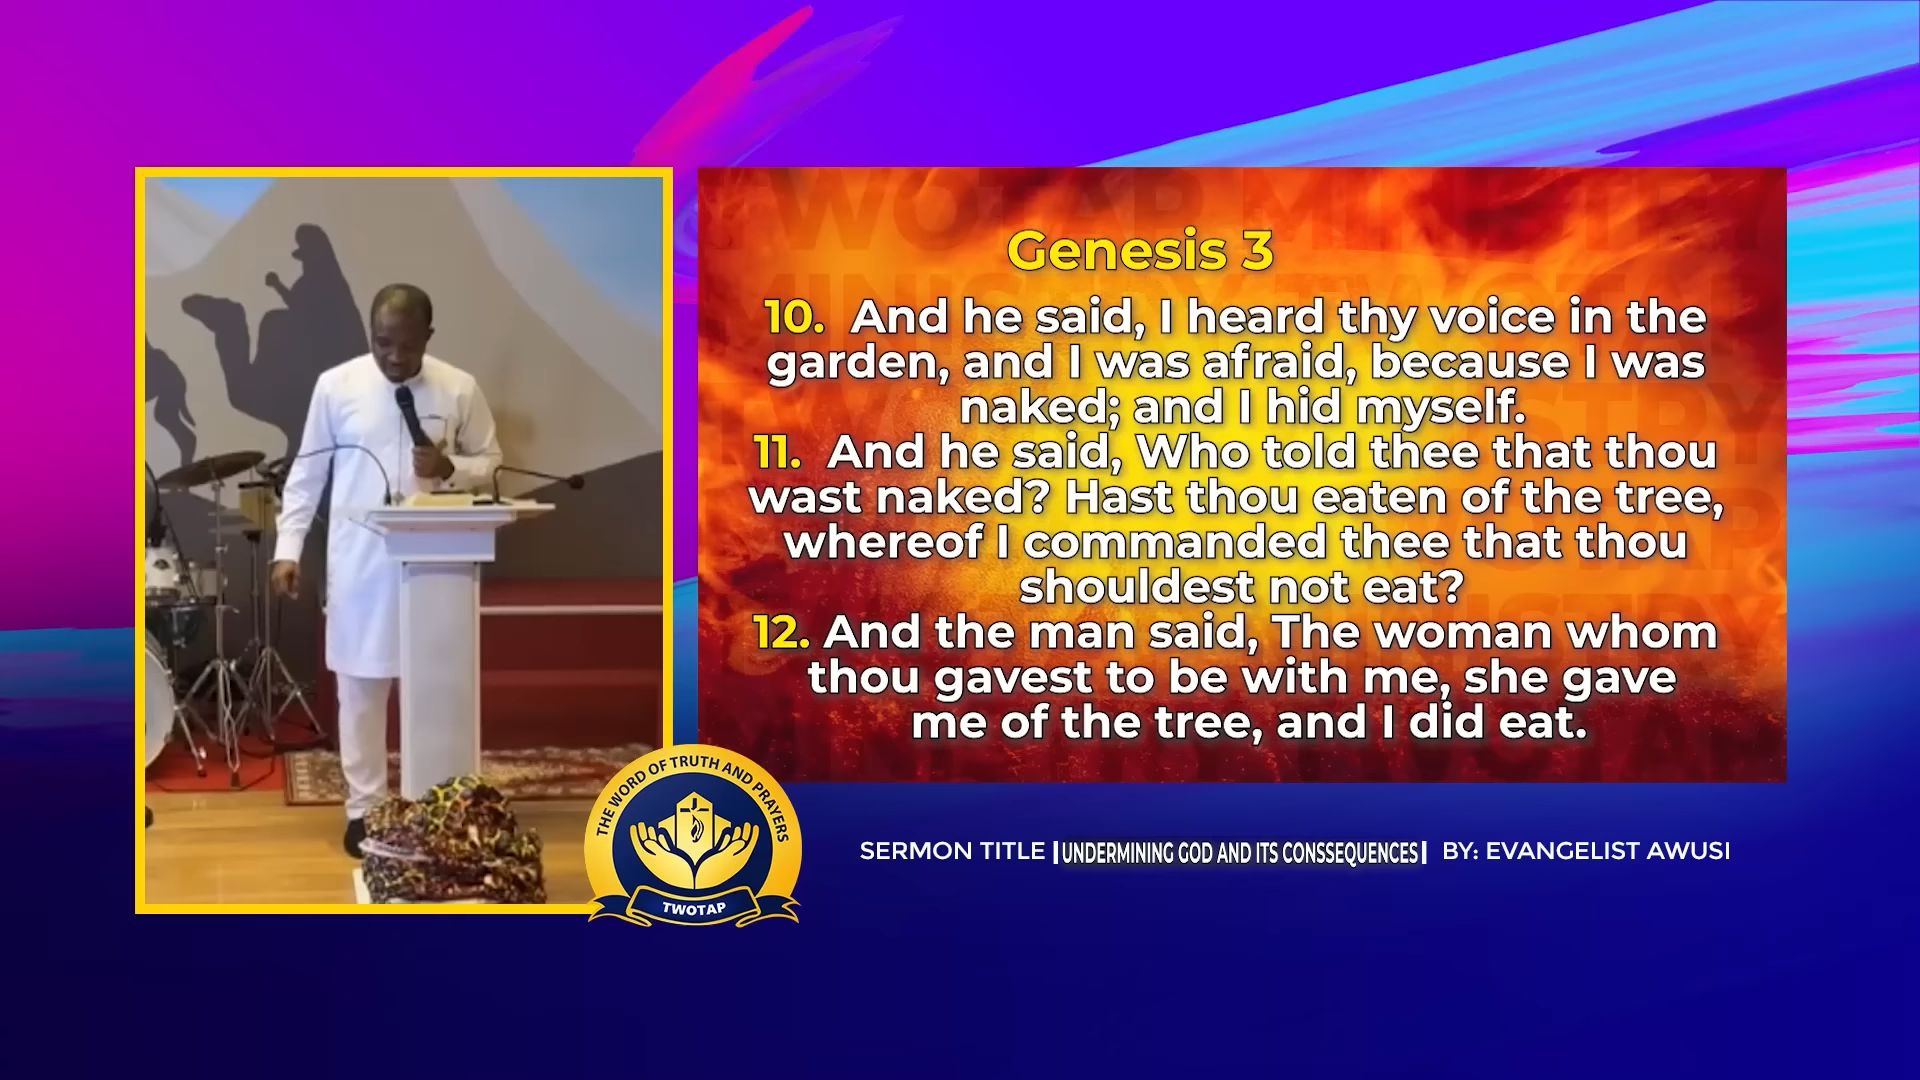 Genesis 3
10. And he said, I heard thy voice in the
garden, and I was afraid, because I was
naked; and I hid myself.
11. And he said, Who told thee that thou
wast naked? Hast thou eaten of the tree,
whereof I commanded thee that thou
shouldest not eat?
12. And the man said, The woman whom
thou gavest to be with me, she gave
me of the tree, and I did eat.
THE WORD OF TRUTH AND PRAYERS
TWOTAP
SERMON TITLE | UNDERMINING GOD AND ITS CONSSEQUENCES | BY: EVANGELIST AWUSI
TWOTAP MINISTRY
MINISTRY TWOTAP